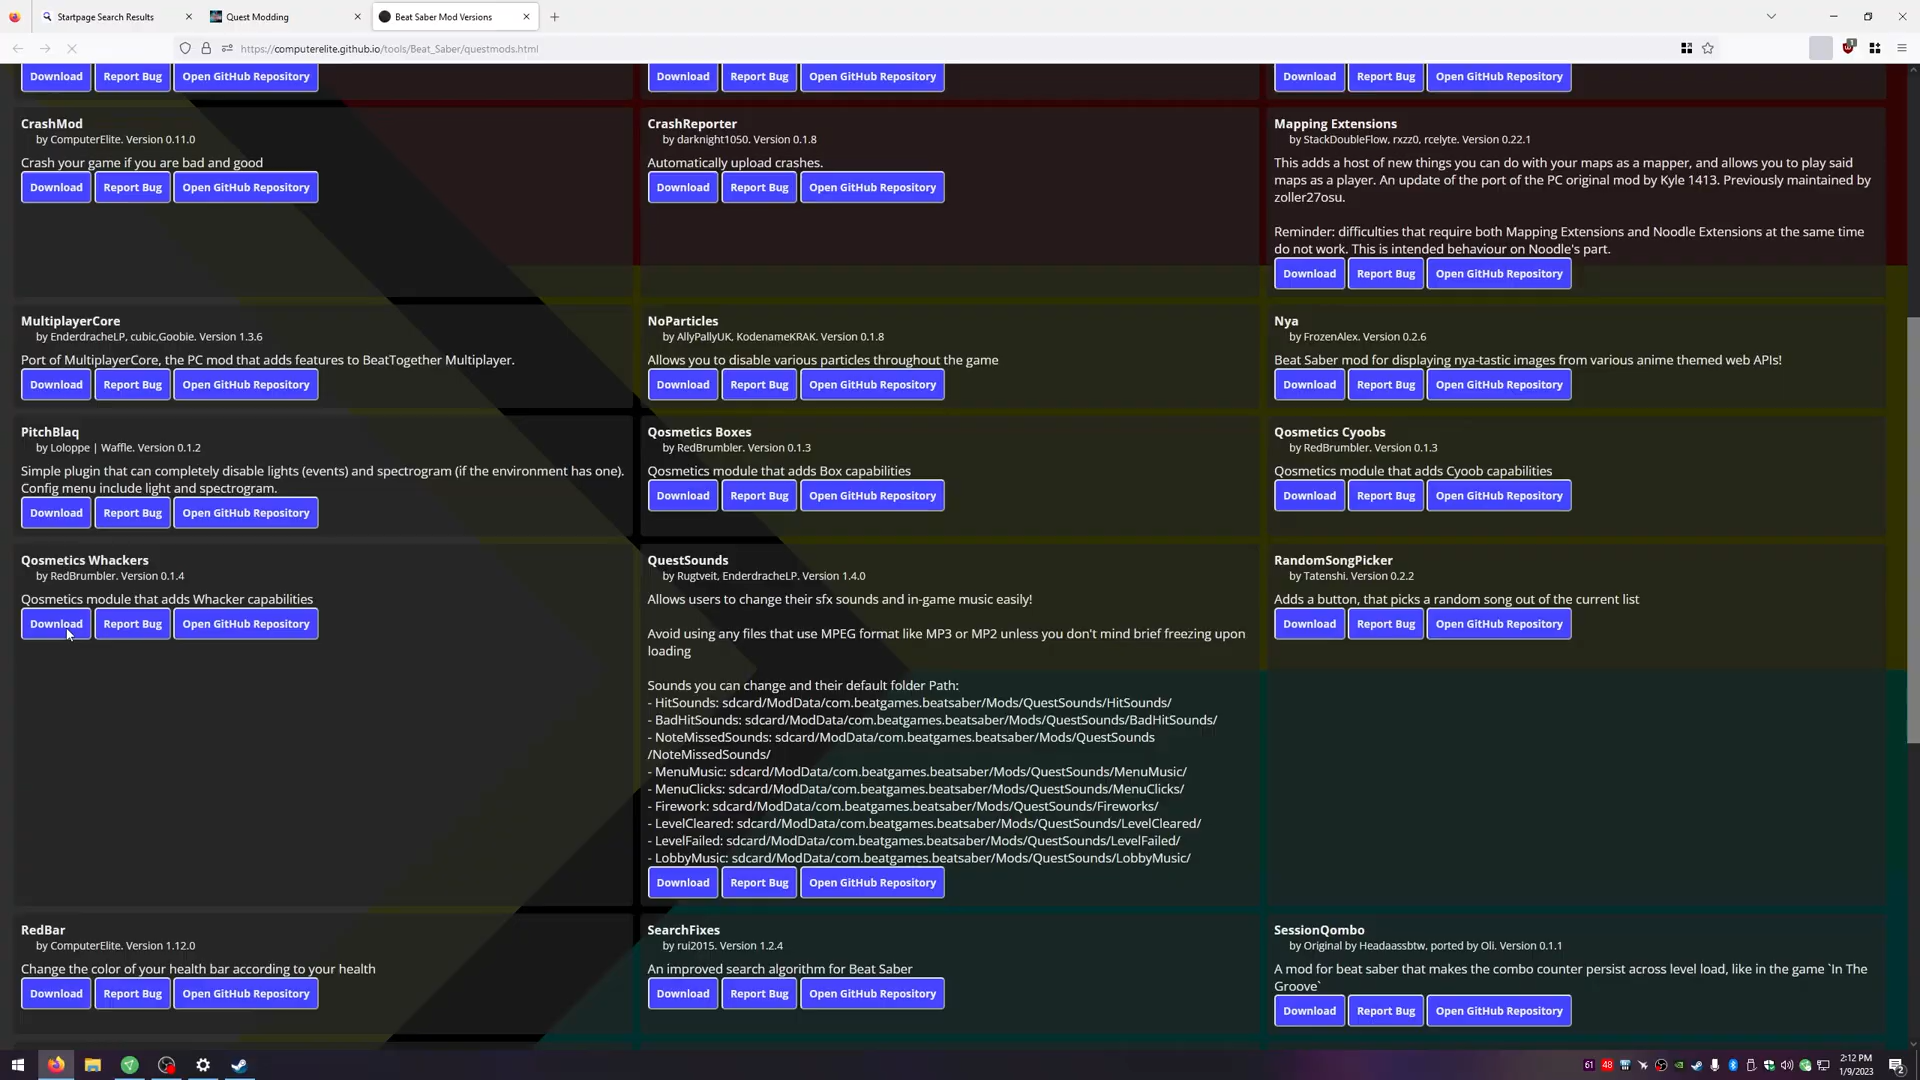 Startpage Search Results
Quest Modding
Beat Saber Mod Versions
https://computerelite.github.io/tools/Beat_Saber/questmods.html
Download Report Bug Open GitHub Repository
Download Report Bug Open GitHub Repository
Download Report Bug Open GitHub Repository
CrashMod
by ComputerElite. Version 0.11.0
Crash your game if you are bad and good
Download Report Bug Open GitHub Repository
CrashReporter
by darknight1050. Version 0.1.8
Automatically upload crashes.
Download Report Bug Open GitHub Repository
Mapping Extensions
by StackDoubleFlow, rxzz0, rcelyte. Version 0.22.1
This adds a host of new things you can do with your maps as a mapper, and allows you to play said
maps as a player. An update of the port of the PC original mod by Kyle 1413. Previously maintained by
zoller27osu.
Reminder: difficulties that require both Mapping Extensions and Noodle Extensions at the same time
do not work. This is intended behaviour on Noodle's part.
Download Report Bug Open GitHub Repository
MultiplayerCore
by EnderdracheLP, cubic,Goobie. Version 1.3.6
Port of MultiplayerCore, the PC mod that adds features to BeatTogether Multiplayer.
Download Report Bug Open GitHub Repository
NoParticles
by AllyPallyUK, KodenameKRAK. Version 0.1.8
Allows you to disable various particles throughout the game
Download Report Bug Open GitHub Repository
Nya
by FrozenAlex. Version 0.2.6
Beat Saber mod for displaying nya-tastic images from various anime themed web APIs!
Download Report Bug Open GitHub Repository
PitchBlaq
by Loloppe | Waffle. Version 0.1.2
Simple plugin that can completely disable lights (events) and spectrogram (if the environment has one).
Config menu include light and spectrogram.
Download Report Bug Open GitHub Repository
Qosmetics Boxes
by RedBrumbler. Version 0.1.3
Qosmetics module that adds Box capabilities
Download Report Bug Open GitHub Repository
Qosmetics Cyoobs
by RedBrumbler. Version 0.1.3
Qosmetics module that adds Cyoob capabilities
Download Report Bug Open GitHub Repository
Qosmetics Whackers
by RedBrumbler. Version 0.1.4
Qosmetics module that adds Whacker capabilities
Download Report Bug Open GitHub Repository
QuestSounds
by Rugtveit, EnderdracheLP. Version 1.4.0
Allows users to change their sfx sounds and in-game music easily!
Avoid using any files that use MPEG format like MP3 or MP2 unless you don't mind brief freezing upon
loading
Sounds you can change and their default folder Path:
- HitSounds: sdcard/ModData/com.beatgames.beatsaber/Mods/QuestSounds/HitSounds/
- BadHitSounds: sdcard/ModData/com.beatgames.beatsaber/Mods/QuestSounds/BadHitSounds/
- NoteMissedSounds: sdcard/ModData/com.beatgames.beatsaber/Mods/QuestSounds
/NoteMissedSounds/
- MenuMusic: sdcard/ModData/com.beatgames.beatsaber/Mods/QuestSounds/MenuMusic/
- MenuClicks: sdcard/ModData/com.beatgames.beatsaber/Mods/QuestSounds/MenuClicks/
- Firework: sdcard/ModData/com.beatgames.beatsaber/Mods/QuestSounds/Fireworks/
- LevelCleared: sdcard/ModData/com.beatgames.beatsaber/Mods/QuestSounds/LevelCleared/
- LevelFailed: sdcard/ModData/com.beatgames.beatsaber/Mods/QuestSounds/LevelFailed/
- LobbyMusic: sdcard/ModData/com.beatgames.beatsaber/Mods/QuestSounds/LobbyMusic/
Download Report Bug Open GitHub Repository
RandomSongPicker
by Tatenshi. Version 0.2.2
Adds a button, that picks a random song out of the current list
Download Report Bug Open GitHub Repository
RedBar
by ComputerElite. Version 1.12.0
Change the color of your health bar according to your health
Download Report Bug Open GitHub Repository
SearchFixes
by rui2015. Version 1.2.4
An improved search algorithm for Beat Saber
Download Report Bug Open GitHub Repository
SessionQombo
by Original by Headaassbtw, ported by Oli. Version 0.1.1
A mod for beat saber that makes the combo counter persist across level load, like in the game `In The
Groove`
Download Report Bug Open GitHub Repository
61 48
2:12 PM
1/9/2023